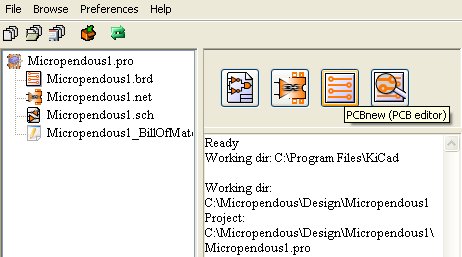 File Browse Preferences Help
Micropendous1.pro
Micropendous1.brd
Micropendous1.net
Micropendous1.sch
Micropendous1_BillOfMate
PCBnew (PCB editor)
Ready
Working dir: C:\Program Files\KiCad
Working dir:
C:\Micropendous\Design\Micropendous1
Project:
C:\Micropendous\Design\Micropendous1\
Micropendous1.pro